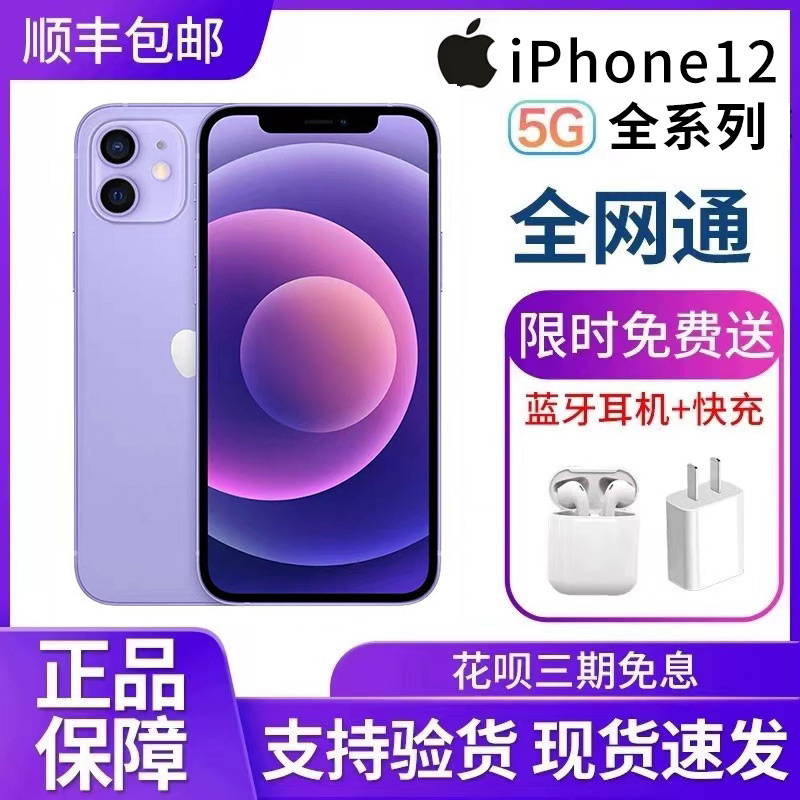 顺丰包邮
iPhone12
5G 全系列
全网通
限时免费送
蓝牙耳机+快充
正品
保障
花呗三期免息
支持验货 现货速发